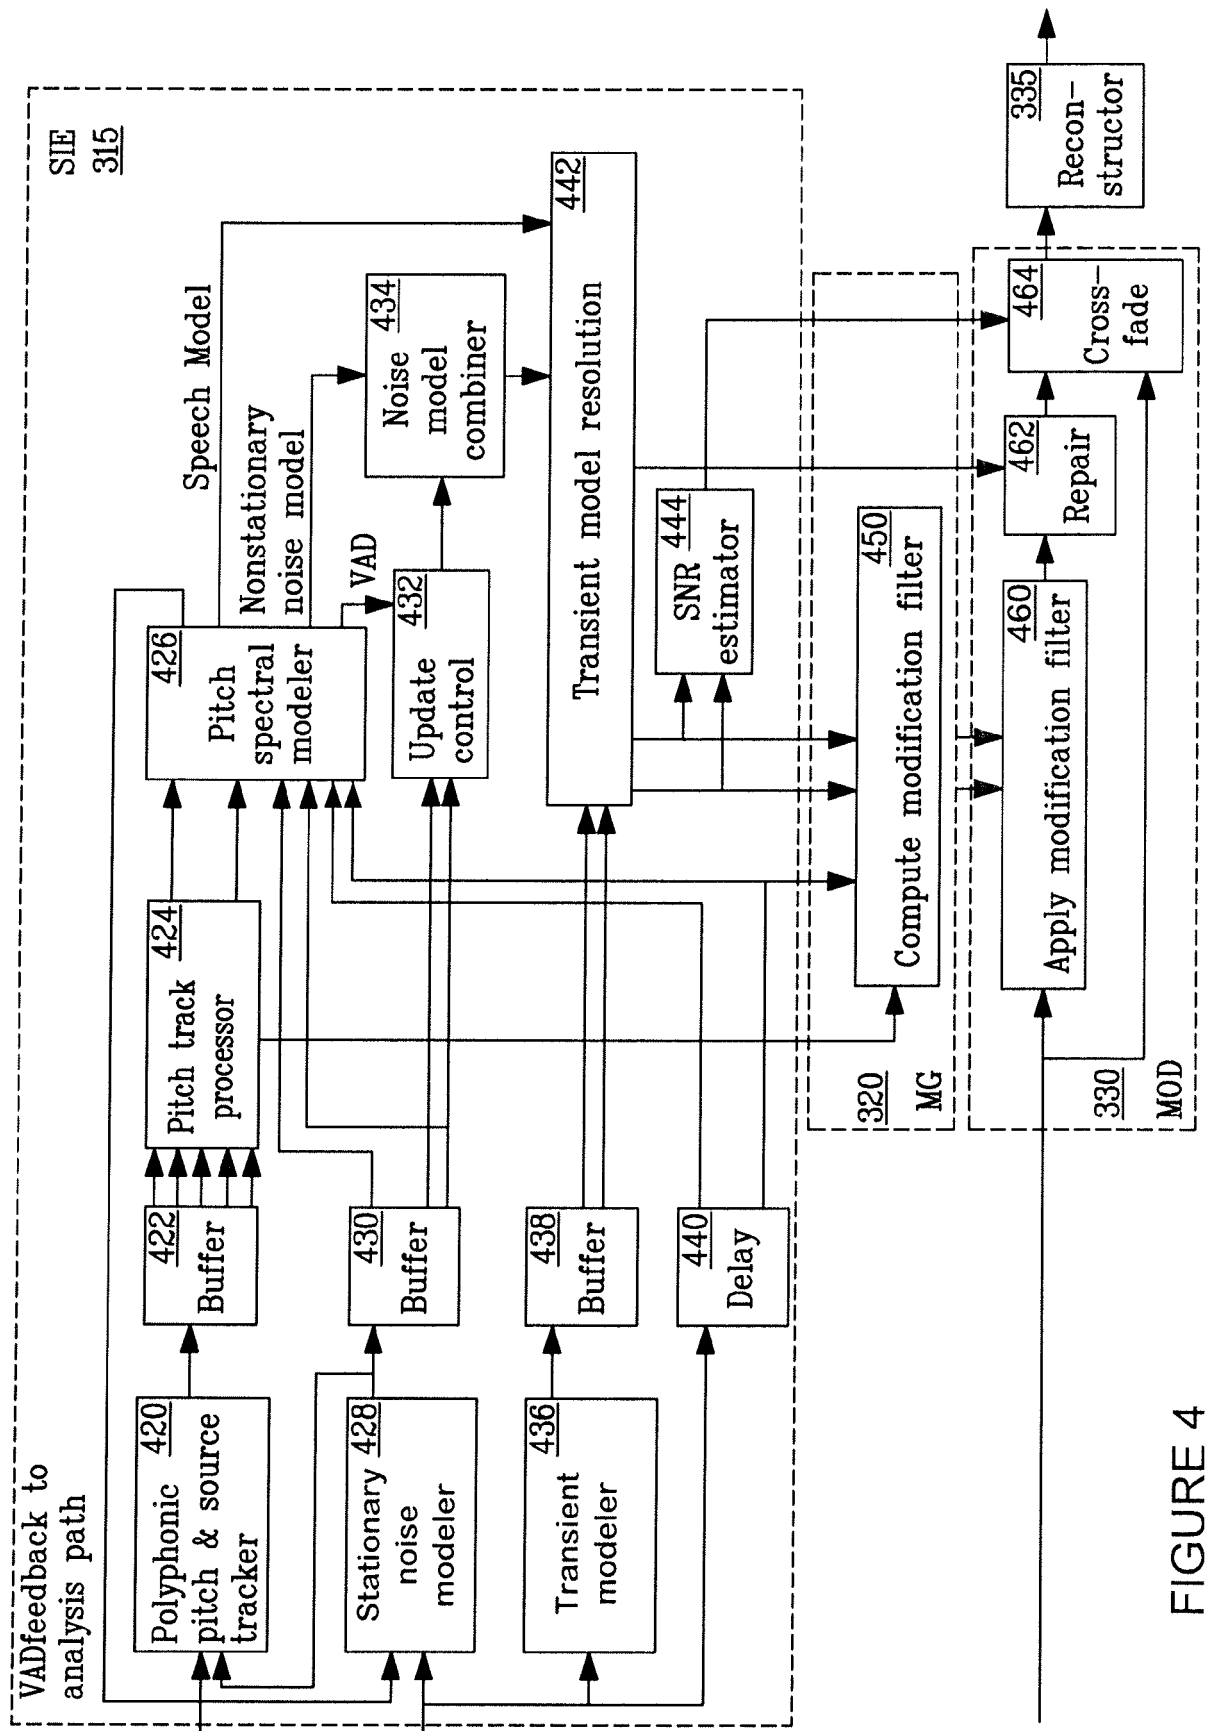 VADfeedback to
analysis path
SIE
315
420
Polyphonic
pitch & source
tracker
422
Buffer
424
Pitch track
processor
426
Pitch
spectral
modeler
Speech Model
Nonstationary
noise model
VAD
428
Stationary
noise
modeler
430
Buffer
432
Update
control
434
Noise
model
combiner
436
Transient
modeler
438
Buffer
442
Transient model resolution
440
Delay
444
SNR
estimator
320
MG
450
Compute modification filter
330
MOD
460
Apply modification filter
462
Repair
464
Cross-
fade
335
Recon-
structor
FIGURE 4